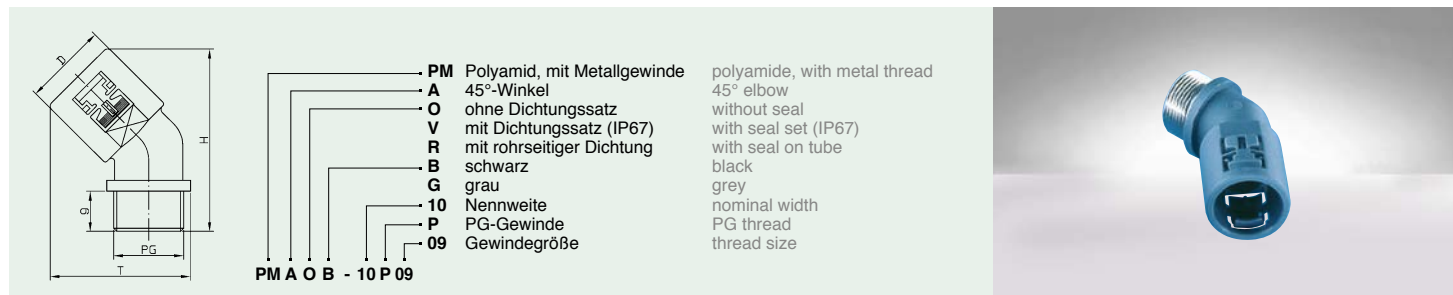 D
H
g
PG
T
PM Polyamid, mit Metallgewinde polyamide, with metal thread
A 45°-Winkel 45° elbow
O ohne Dichtungssatz without seal
V mit Dichtungssatz (IP67) with seal set (IP67)
R mit rohrseitiger Dichtung with seal on tube
B schwarz black
G grau grey
10 Nennweite nominal width
P PG-Gewinde PG thread
09 Gewindegröße thread size
PM A O B - 10 P 09